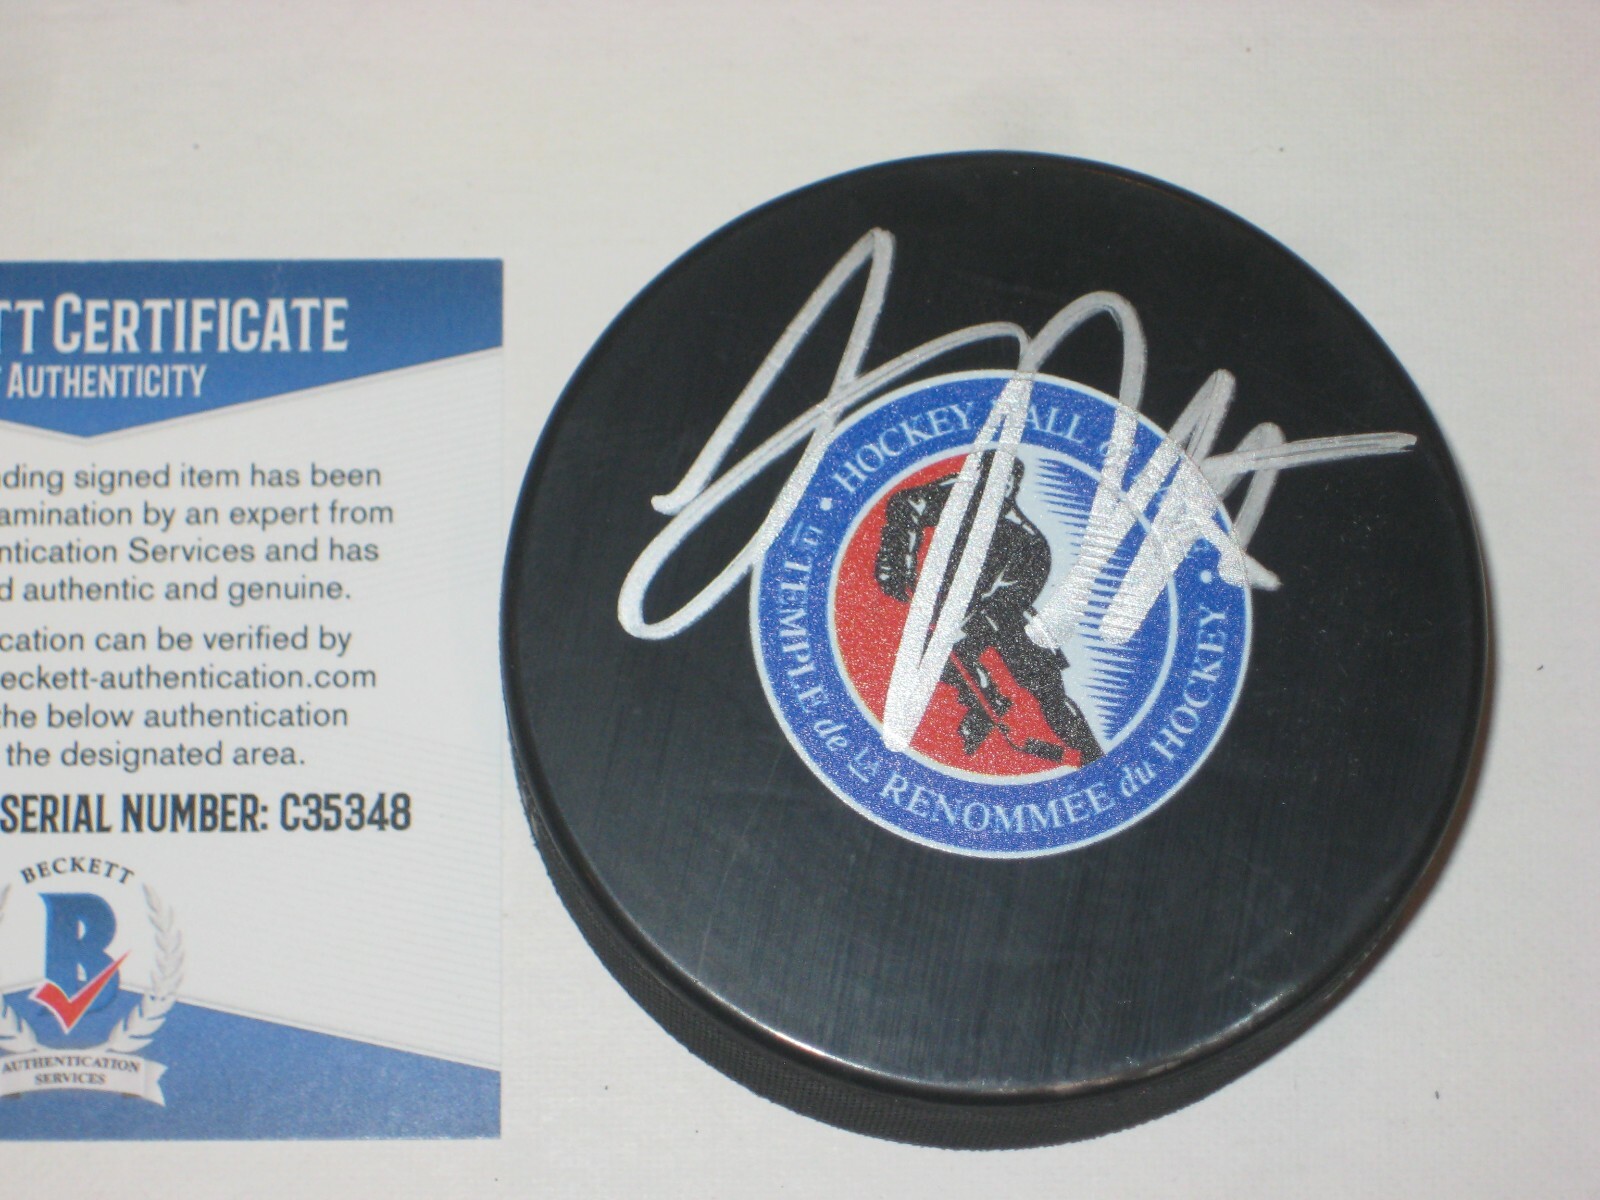 TT CERTIFICATE
AUTHENTICITY
ding signed item has been
amination by an expert from
ntication Services and has
d authentic and genuine.
cation can be verified by
eckett-authentication.com
the below authentication
the designated area.
SERIAL NUMBER: C35348
BECKETT
B
AUTHENTICATION
SERVICES
HOCKEY HALL
TEMPLE de LA RENOMMÉE du HOCKEY